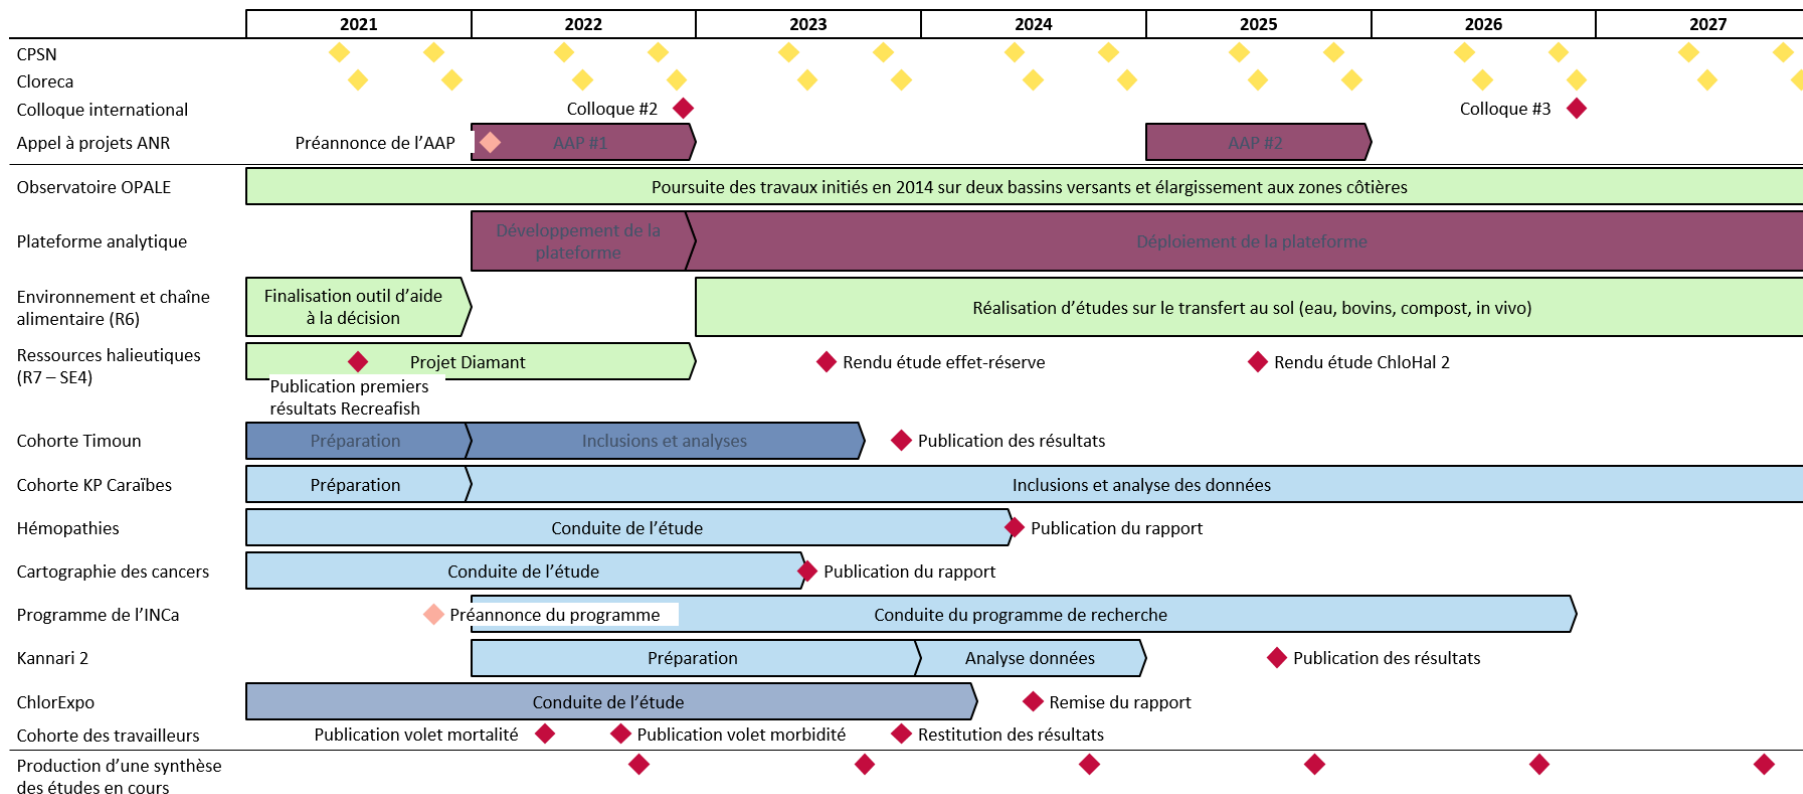 2021 2022 2023 2024 2025 2026 2027
CPSN
Cloreca
Colloque international Colloque #2 Colloque #3
Appel à projets ANR Préannonce de l'AAP AAP #1 AAP #2
Observatoire OPALE Poursuite des travaux initiés en 2014 sur deux bassins versants et élargissement aux zones côtières
Plateforme analytique
Développement de la
plateforme
Déploiement de la plateforme
Environnement et chaîne
alimentaire (R6)
Finalisation outil d'aide
à la décision
Réalisation d'études sur le transfert au sol (eau, bovins, compost, in vivo)
Ressources halieutiques
(R7 – SE4)
Projet Diamant Rendu étude effet-réserve Rendu étude ChloHal 2
Publication premiers
résultats Recreafish
Cohorte Timoun Préparation Inclusions et analyses Publication des résultats
Cohorte KP Caraïbes Préparation Inclusions et analyse des données
Hémopathies Conduite de l'étude Publication du rapport
Cartographie des cancers Conduite de l'étude Publication du rapport
Programme de l'INCa Préannonce du programme Conduite du programme de recherche
Kannari 2 Préparation Analyse données Publication des résultats
ChlorExpo Conduite de l'étude Remise du rapport
Cohorte des travailleurs Publication volet mortalité Publication volet morbidité Restitution des résultats
Production d'une synthèse
des études en cours